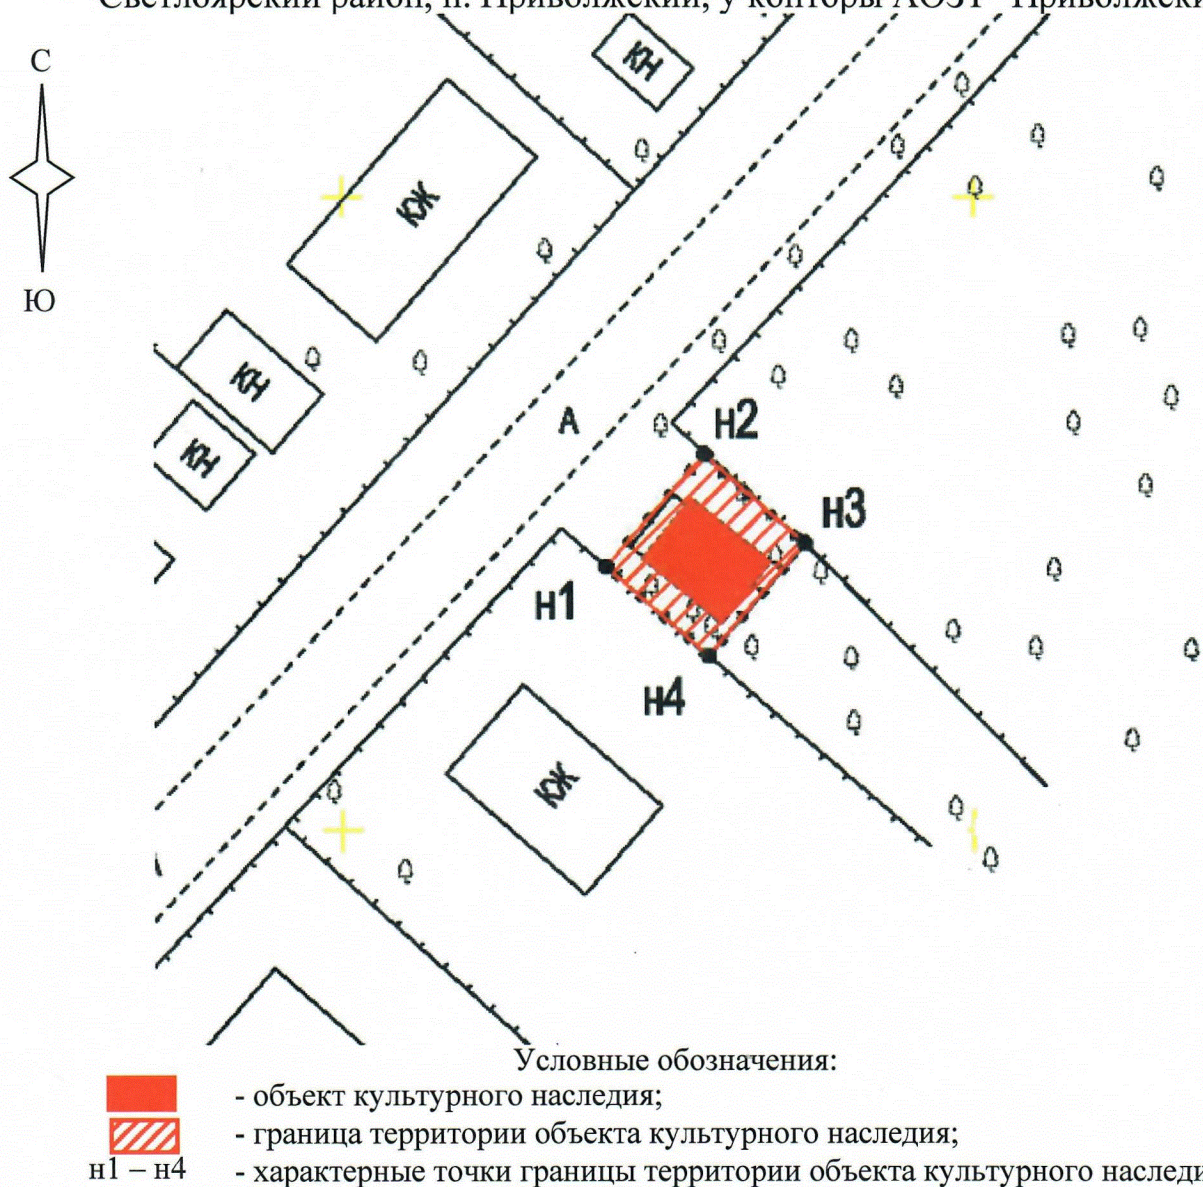 Светлоярский район, п. Приволжский, у конторы АОЗТ "Приволжски
С
Ю
КН
КЖ
КН
КН
А
н2
н3
н1
н4
КЖ
Условные обозначения:
- объект культурного наследия;
- граница территории объекта культурного наследия;
н1 – н4 - характерные точки границы территории объекта культурного наследи